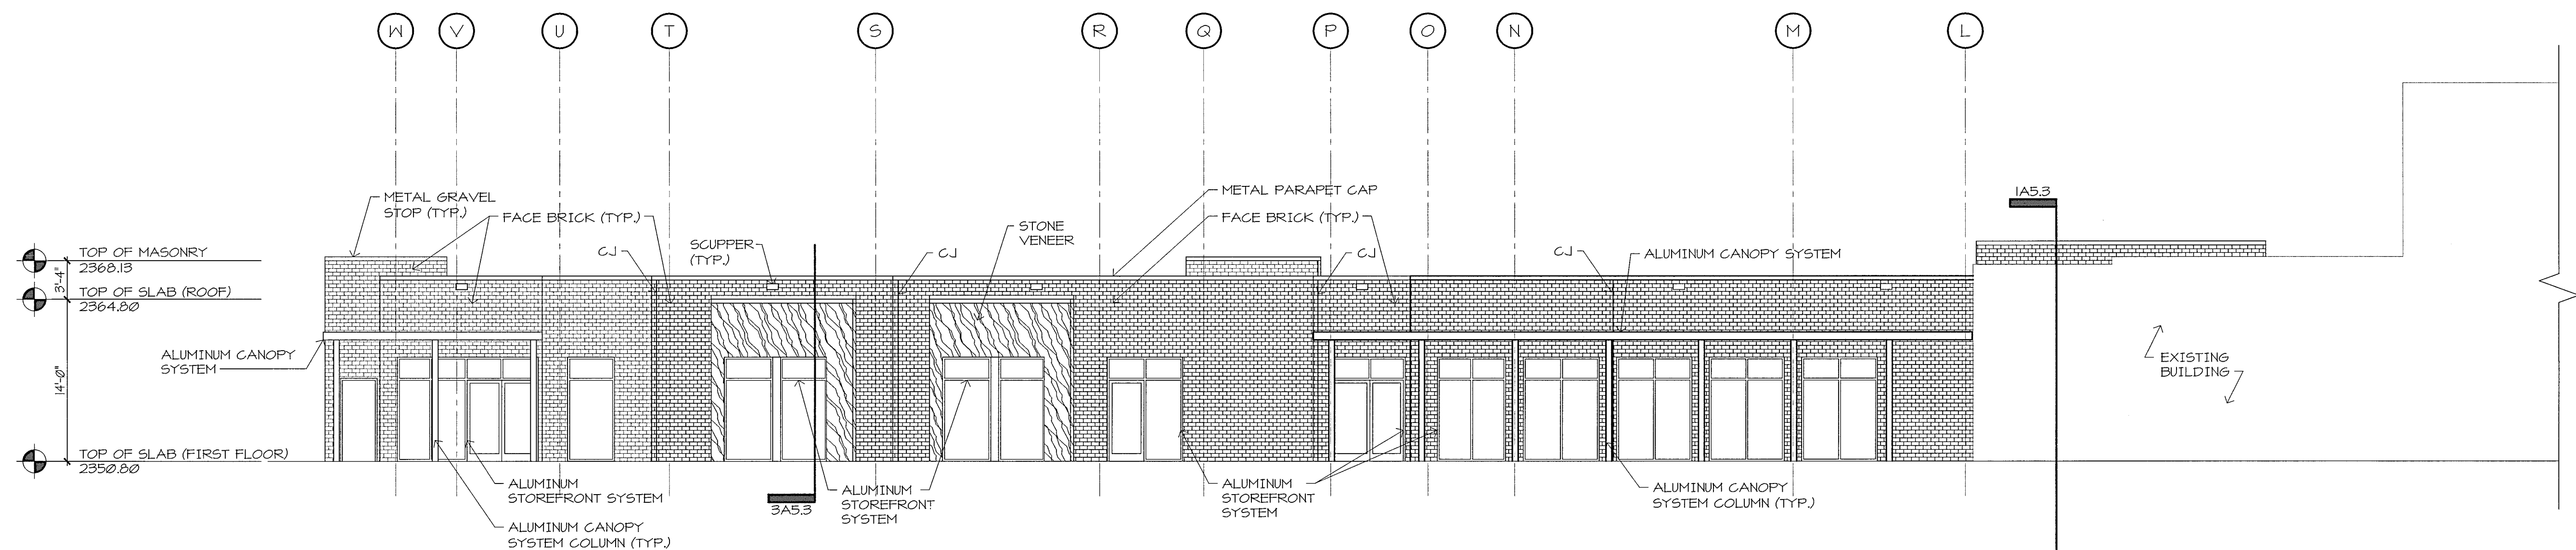 W V U T S R Q P O N M L
1A5.3
METAL GRAVEL
STOP (TYP.)
FACE BRICK (TYP.)
METAL PARAPET CAP
FACE BRICK (TYP.)
STONE
VENEER
SCUPPER
(TYP.)
CJ
CJ
CJ
CJ
ALUMINUM CANOPY SYSTEM
TOP OF MASONRY
2368.13
3'-4"
TOP OF SLAB (ROOF)
2364.80
14'-0"
ALUMINUM CANOPY
SYSTEM
EXISTING
BUILDING
TOP OF SLAB (FIRST FLOOR)
2350.80
ALUMINUM
STOREFRONT SYSTEM
ALUMINUM CANOPY
SYSTEM COLUMN (TYP.)
3A5.3
ALUMINUM
STOREFRONT
SYSTEM
ALUMINUM
STOREFRONT
SYSTEM
ALUMINUM CANOPY
SYSTEM COLUMN (TYP.)